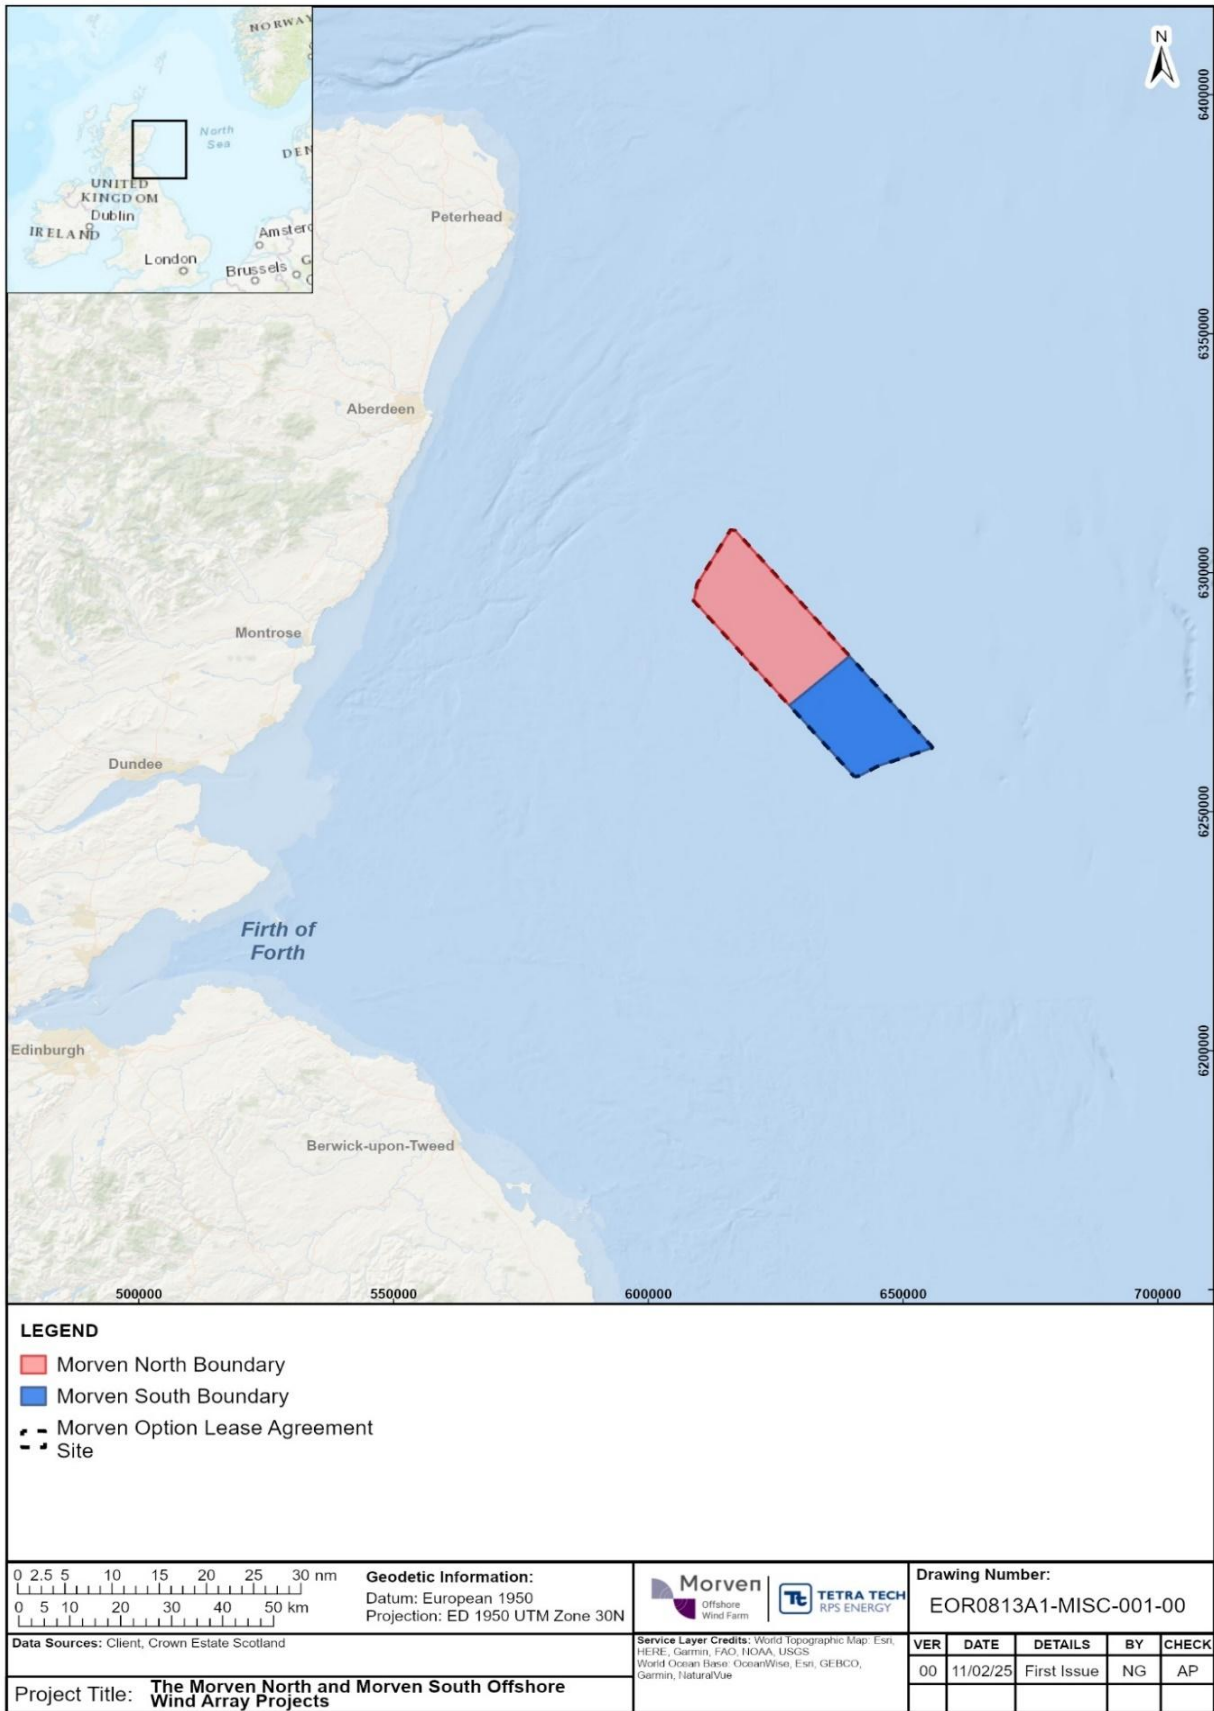 NORWAY
North
Sea
DEN
UNITED
KINGDOM
Dublin
IRELAND
Amster
London
Brussels
G
N
Peterhead
Aberdeen
Montrose
Dundee
Firth of
Forth
Edinburgh
Berwick-upon-Tweed
6400000
6350000
6300000
6250000
6200000
500000
550000
600000
650000
700000
LEGEND
Morven North Boundary
Morven South Boundary
Morven Option Lease Agreement
Site
0 2.5 5 10 15 20 25 30 nm
0 5 10 20 30 40 50 km
Geodetic Information:
Datum: European 1950
Projection: ED 1950 UTM Zone 30N
Data Sources: Client, Crown Estate Scotland
Project Title: The Morven North and Morven South Offshore
Wind Array Projects
Morven
Offshore
Wind Farm
Tt
TETRA TECH
RPS ENERGY
Service Layer Credits: World Topographic Map: Esri,
HERE, Garmin, FAO, NOAA, USGS
World Ocean Base: OceanWise, Esri, GEBCO,
Garmin, NaturalVue
Drawing Number:
EOR0813A1-MISC-001-00
VER DATE DETAILS BY CHECK
00 11/02/25 First Issue NG AP